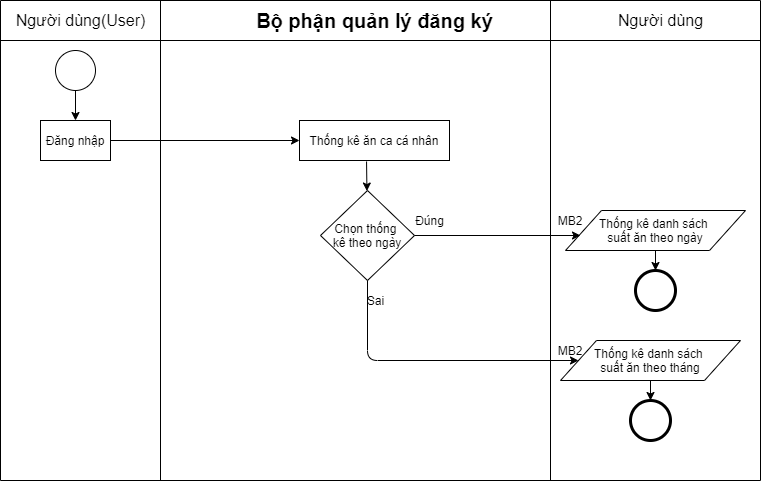 Người dùng(User)
Bộ phận quản lý đăng ký
Người dùng
Đăng nhập
Thống kê ăn ca cá nhân
Chọn thống
kê theo ngày
Đúng
MB2
Thống kê danh sách
suất ăn theo ngày
Sai
MB2
Thống kê danh sách
suất ăn theo tháng